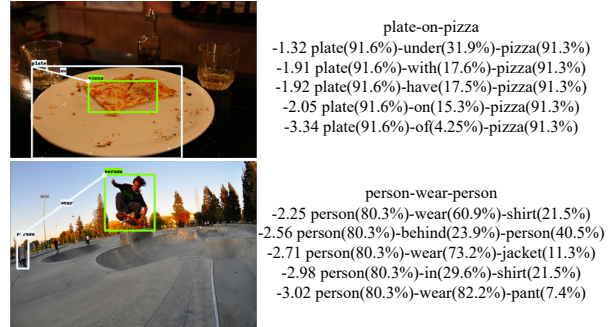 plate
on
pizza
plate-on-pizza
-1.32 plate(91.6%)-under(31.9%)-pizza(91.3%)
-1.91 plate(91.6%)-with(17.6%)-pizza(91.3%)
-1.92 plate(91.6%)-have(17.5%)-pizza(91.3%)
-2.05 plate(91.6%)-on(15.3%)-pizza(91.3%)
-3.34 plate(91.6%)-of(4.25%)-pizza(91.3%)
person
wear
person
person-wear-person
-2.25 person(80.3%)-wear(60.9%)-shirt(21.5%)
-2.56 person(80.3%)-behind(23.9%)-person(40.5%)
-2.71 person(80.3%)-wear(73.2%)-jacket(11.3%)
-2.98 person(80.3%)-in(29.6%)-shirt(21.5%)
-3.02 person(80.3%)-wear(82.2%)-pant(7.4%)